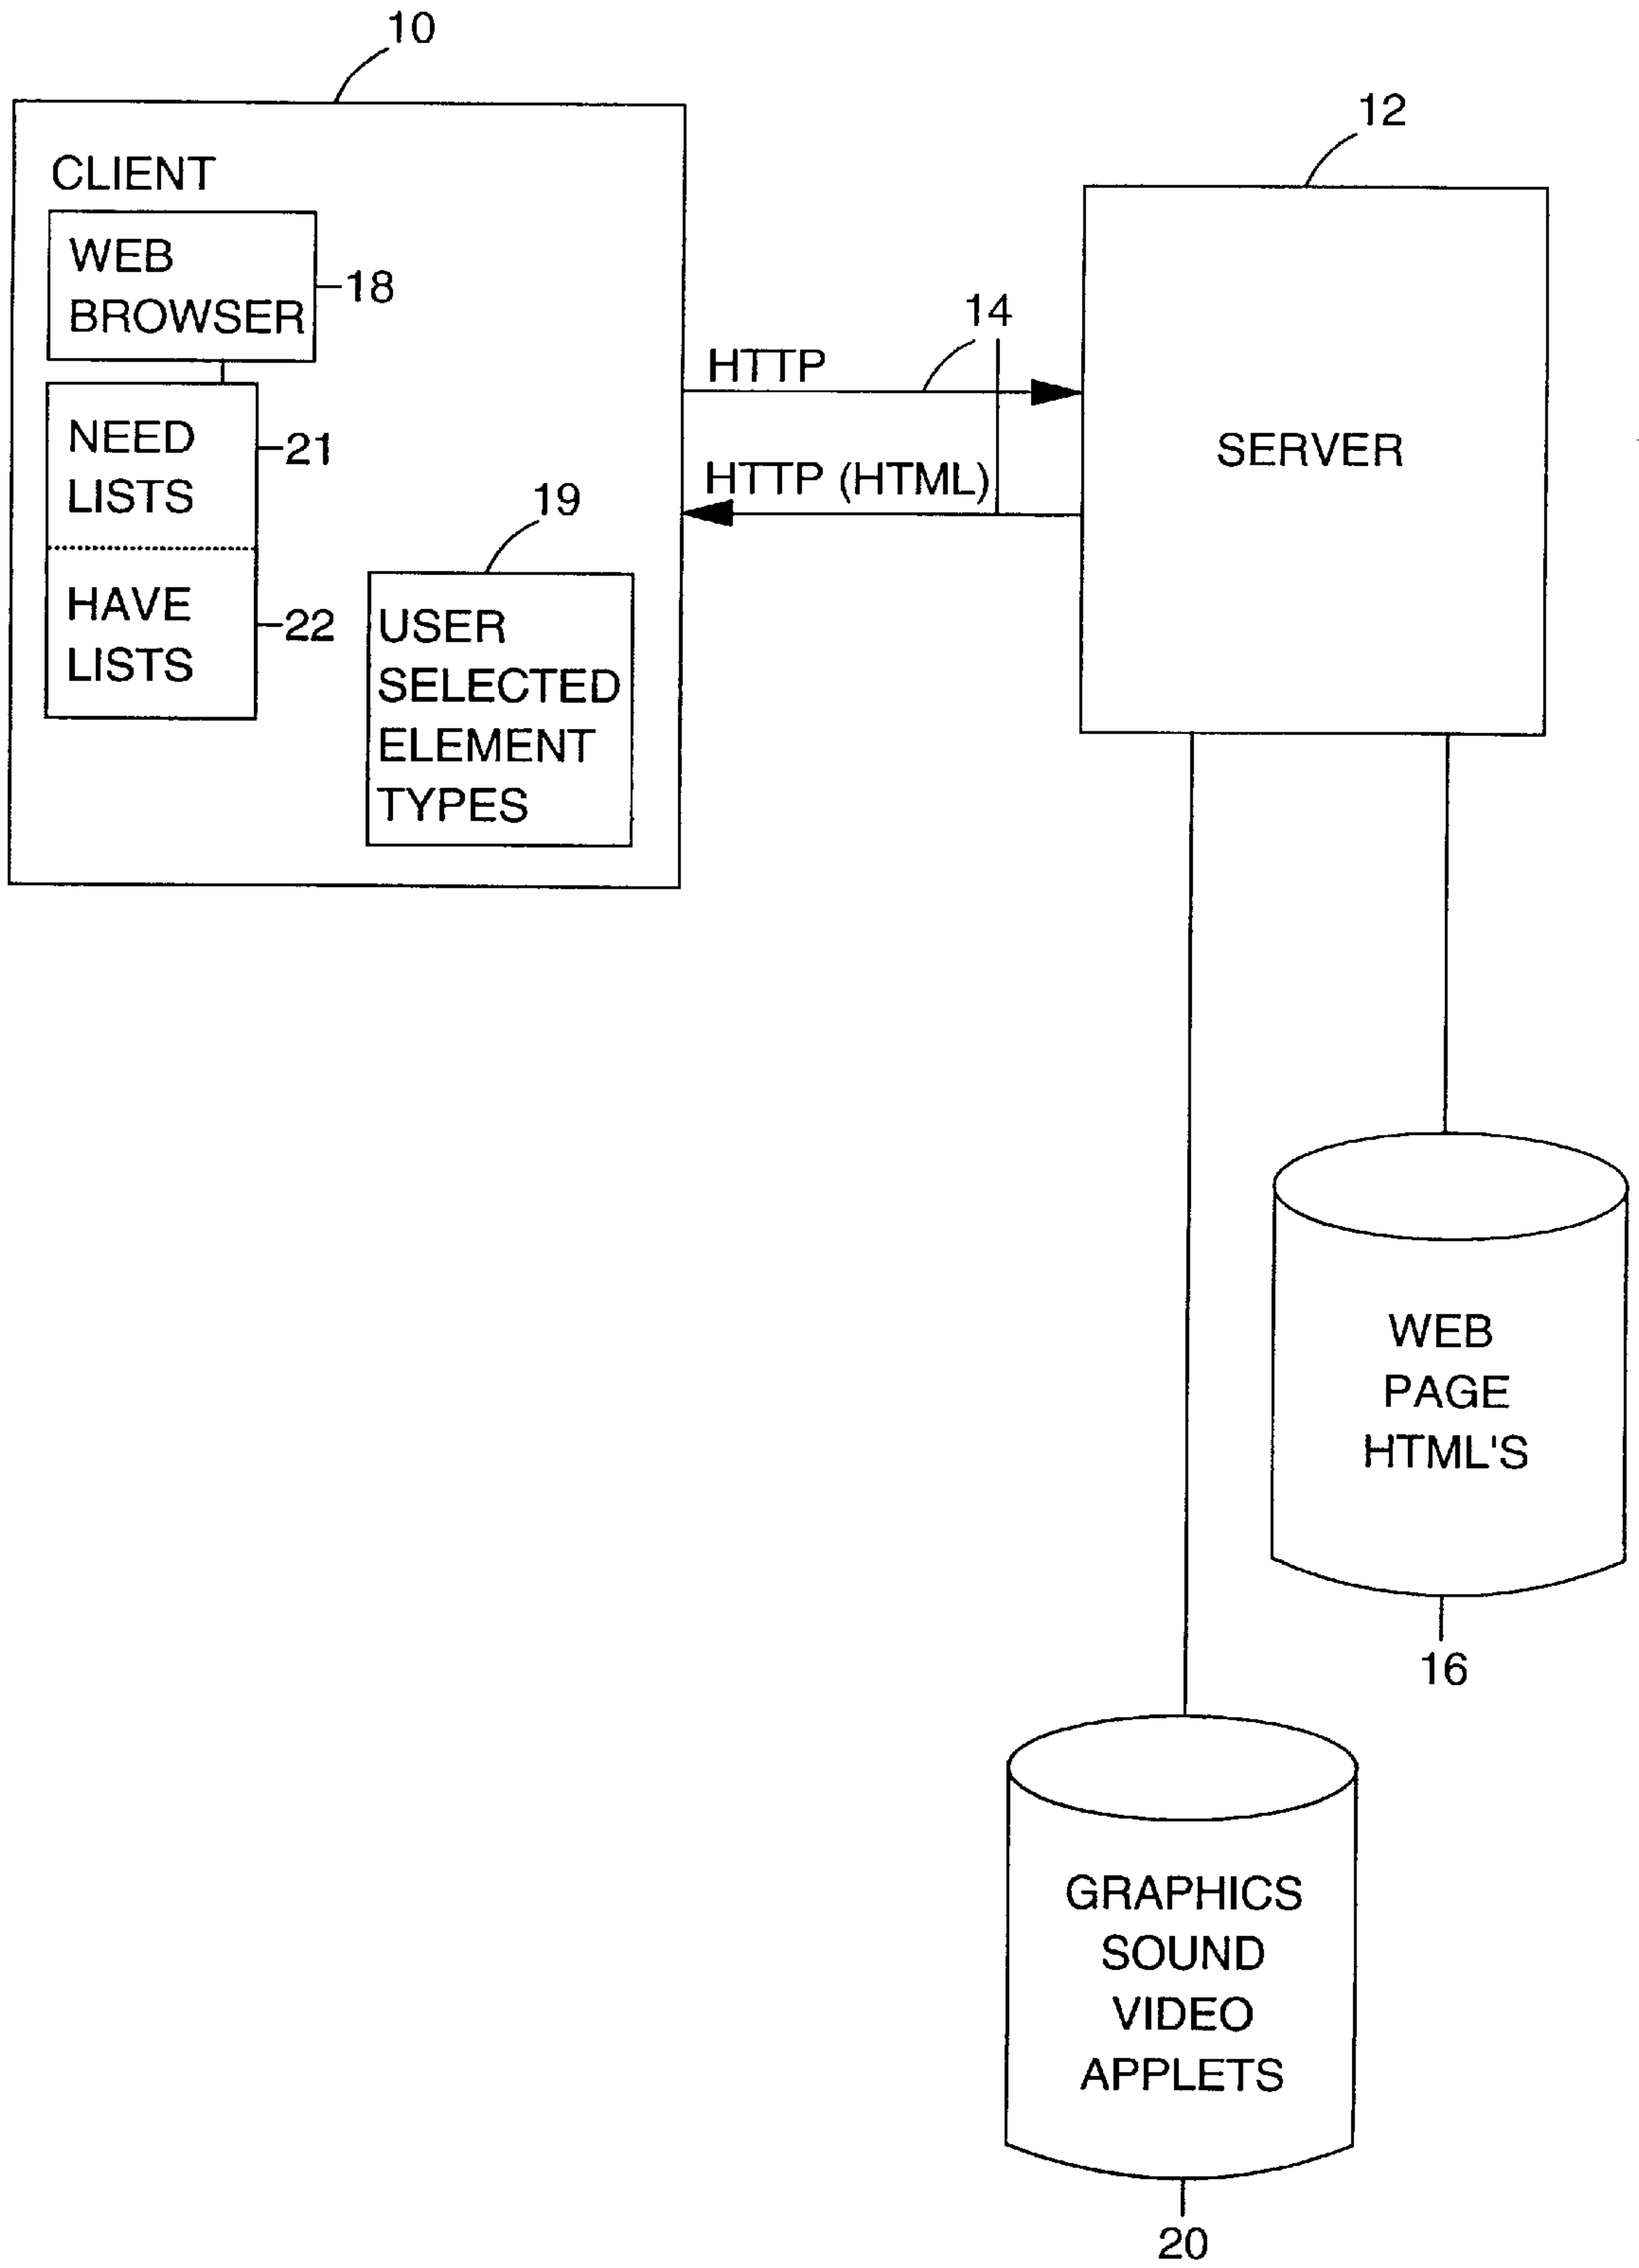 10
CLIENT
WEB
BROWSER
18
NEED
LISTS
21
HAVE
LISTS
22
19
USER
SELECTED
ELEMENT
TYPES
HTTP
14
HTTP (HTML)
12
SERVER
WEB
PAGE
HTML'S
16
GRAPHICS
SOUND
VIDEO
APPLETS
20